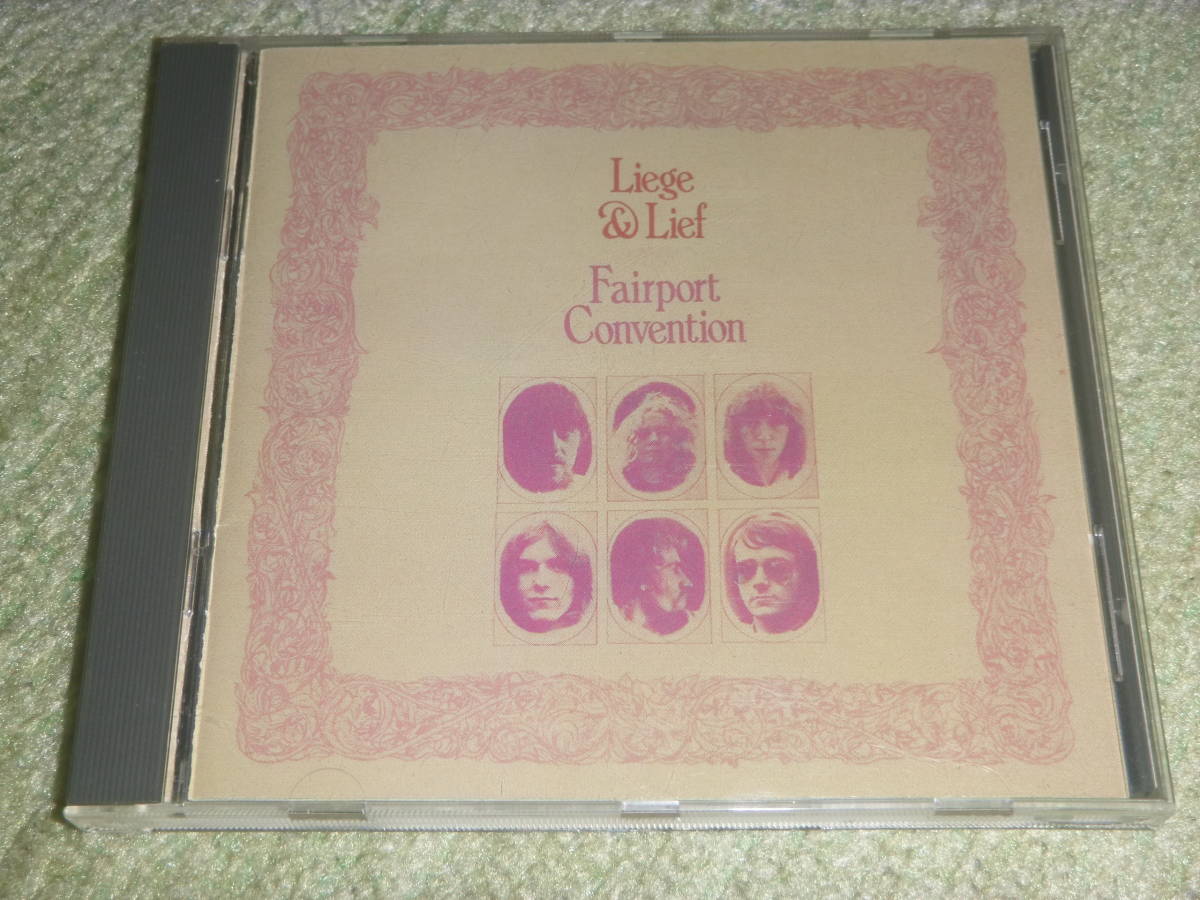 Liege
& Lief
Fairport
Convention